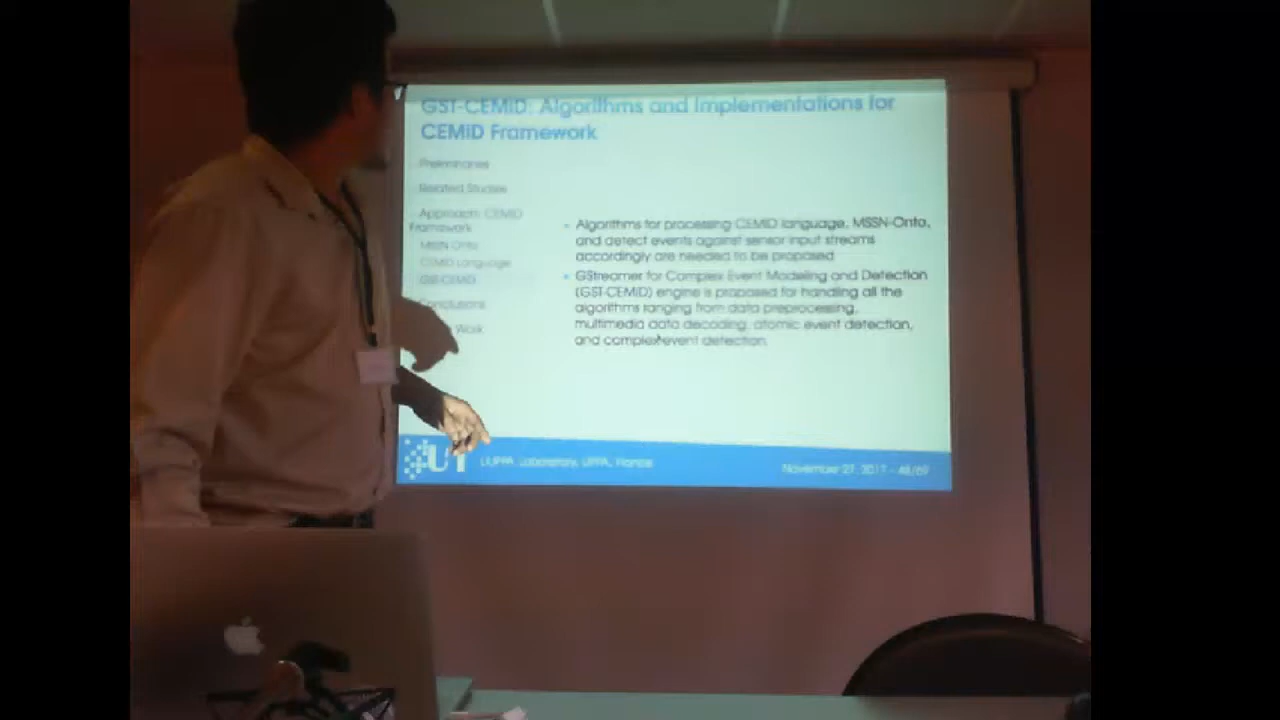 GST-CEMiD: Algorithms and Implementations for
CEMiD Framework
Preliminaries
Related Studies
Approach: CEMiD
Framework
MSSN-Onto
CEMiD Language
GST-CEMiD
Conclusions
Work
Algorithms for processing CEMiD language, MSSN-Onto,
and detect events against sensor input streams
accordingly are needed to be proposed
GStreamer for Complex Event Modeling and Detection
(GST-CEMiD) engine is proposed for handling all the
algorithms ranging from data preprocessing,
multimedia data decoding, atomic event detection,
and complex event detection.
LIUPPA Laboratory, UPPA, France
November 27, 2017 - 48/69